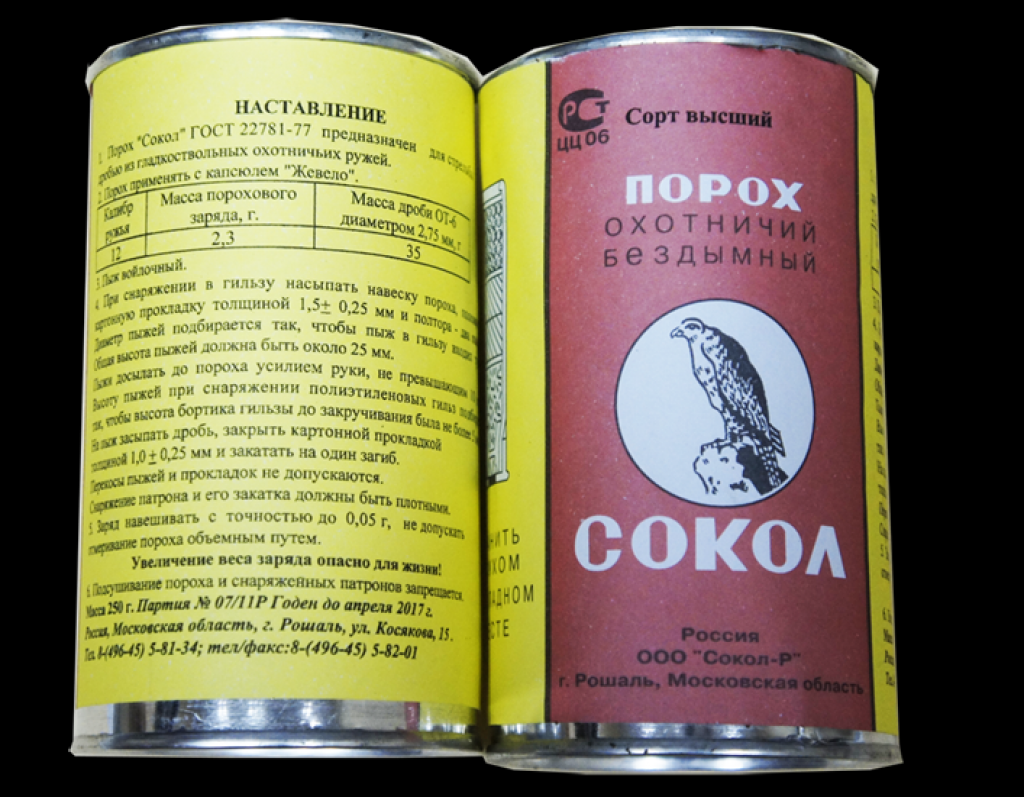 НАСТАВЛЕНИЕ
1. Порох "Сокол" ГОСТ 22781-77 предназначен для
дробью из гладкоствольных охотничьих ружей.
2. Порох применять с капсюлем "Жевело".
Калибр ружья
Масса порохового заряда, г.
Масса дроби ОТ-6 диаметром 2,75 мм, г
12
2,3
35
3. Пыж войлочный.
4. При снаряжении в гильзу насыпать навеску пороха,
картонную прокладку толщиной 1,5± 0,25 мм и полтора - два
Диаметр пыжей подбирается так, чтобы пыж в гильзу
Общая высота пыжей должна быть около 25 мм.
Пыжи досылать до пороха усилием руки, не превышающим
Высоту пыжей при снаряжении полиэтиленовых гильз
так, чтобы высота бортика гильзы до закручивания была не более
На пыж засыпать дробь, закрыть картонной прокладкой
толщиной 1,0 ± 0,25 мм и закатать на один загиб.
Перекосы пыжей и прокладок не допускаются.
Снаряжение патрона и его закатка должны быть плотными.
5. Заряд навешивать с точностью до 0,05 г, не допускать
отмеривание пороха объемным путем.
Увеличение веса заряда опасно для жизни!
6. Подсушивание пороха и снаряженных патронов запрещается.
Масса 250 г. Партия № 07/11Р Годен до апреля 2017 г.
Россия, Московская область, г. Рошаль, ул. Косякова, 15.
Тел. 8-(496-45) 5-81-34; тел/факс:8-(496-45) 5-82-01
РСТ
ЦЦ 06
Сорт высший
ПОРОХ
ОХОТНИЧИЙ
бездымный
СОКОЛ
Россия
ООО "Сокол-Р"
г. Рошаль, Московская область